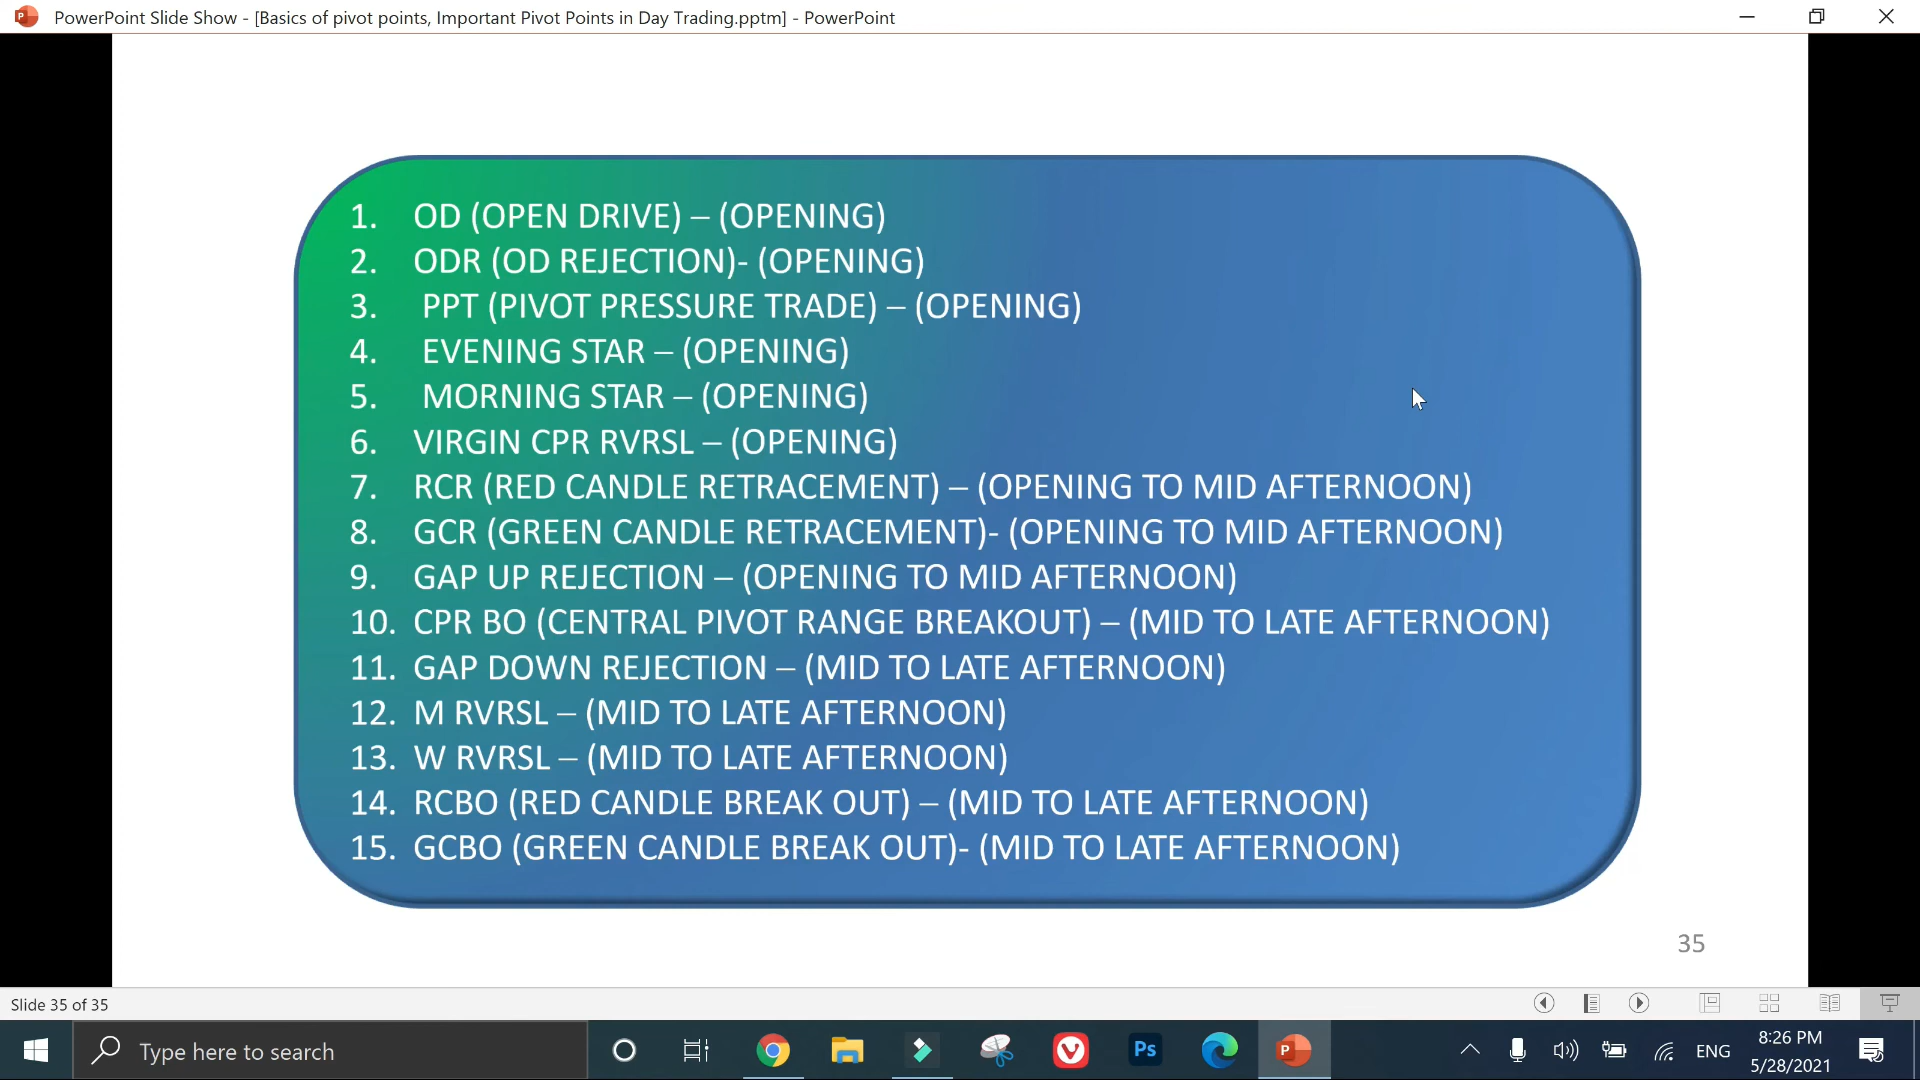 PowerPoint Slide Show - [Basics of pivot points, Important Pivot Points in Day Trading.pptm] - PowerPoint
1. OD (OPEN DRIVE) – (OPENING)
2. ODR (OD REJECTION)- (OPENING)
3. PPT (PIVOT PRESSURE TRADE) – (OPENING)
4. EVENING STAR – (OPENING)
5. MORNING STAR – (OPENING)
6. VIRGIN CPR RVRSL – (OPENING)
7. RCR (RED CANDLE RETRACEMENT) – (OPENING TO MID AFTERNOON)
8. GCR (GREEN CANDLE RETRACEMENT)- (OPENING TO MID AFTERNOON)
9. GAP UP REJECTION – (OPENING TO MID AFTERNOON)
10. CPR BO (CENTRAL PIVOT RANGE BREAKOUT) – (MID TO LATE AFTERNOON)
11. GAP DOWN REJECTION – (MID TO LATE AFTERNOON)
12. M RVRSL – (MID TO LATE AFTERNOON)
13. W RVRSL – (MID TO LATE AFTERNOON)
14. RCBO (RED CANDLE BREAK OUT) – (MID TO LATE AFTERNOON)
15. GCBO (GREEN CANDLE BREAK OUT)- (MID TO LATE AFTERNOON)
35
Slide 35 of 35
Type here to search
Ps
ENG
8:26 PM
5/28/2021